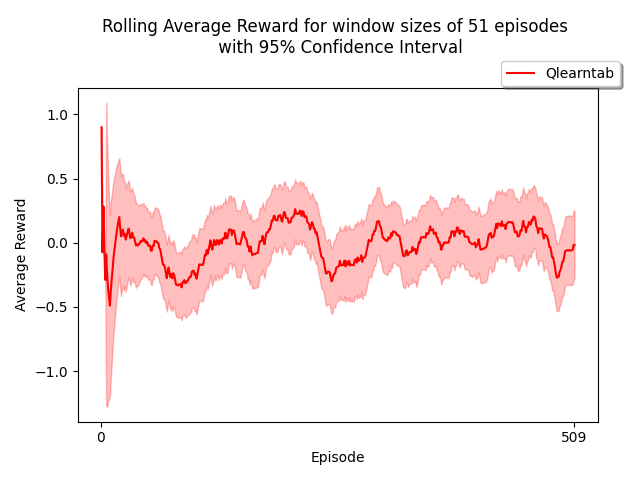 Rolling Average Reward for window sizes of 51 episodes
with 95% Confidence Interval
Qlearntab
1.0
0.5
0.0
−0.5
−1.0
Average Reward
0
509
Episode